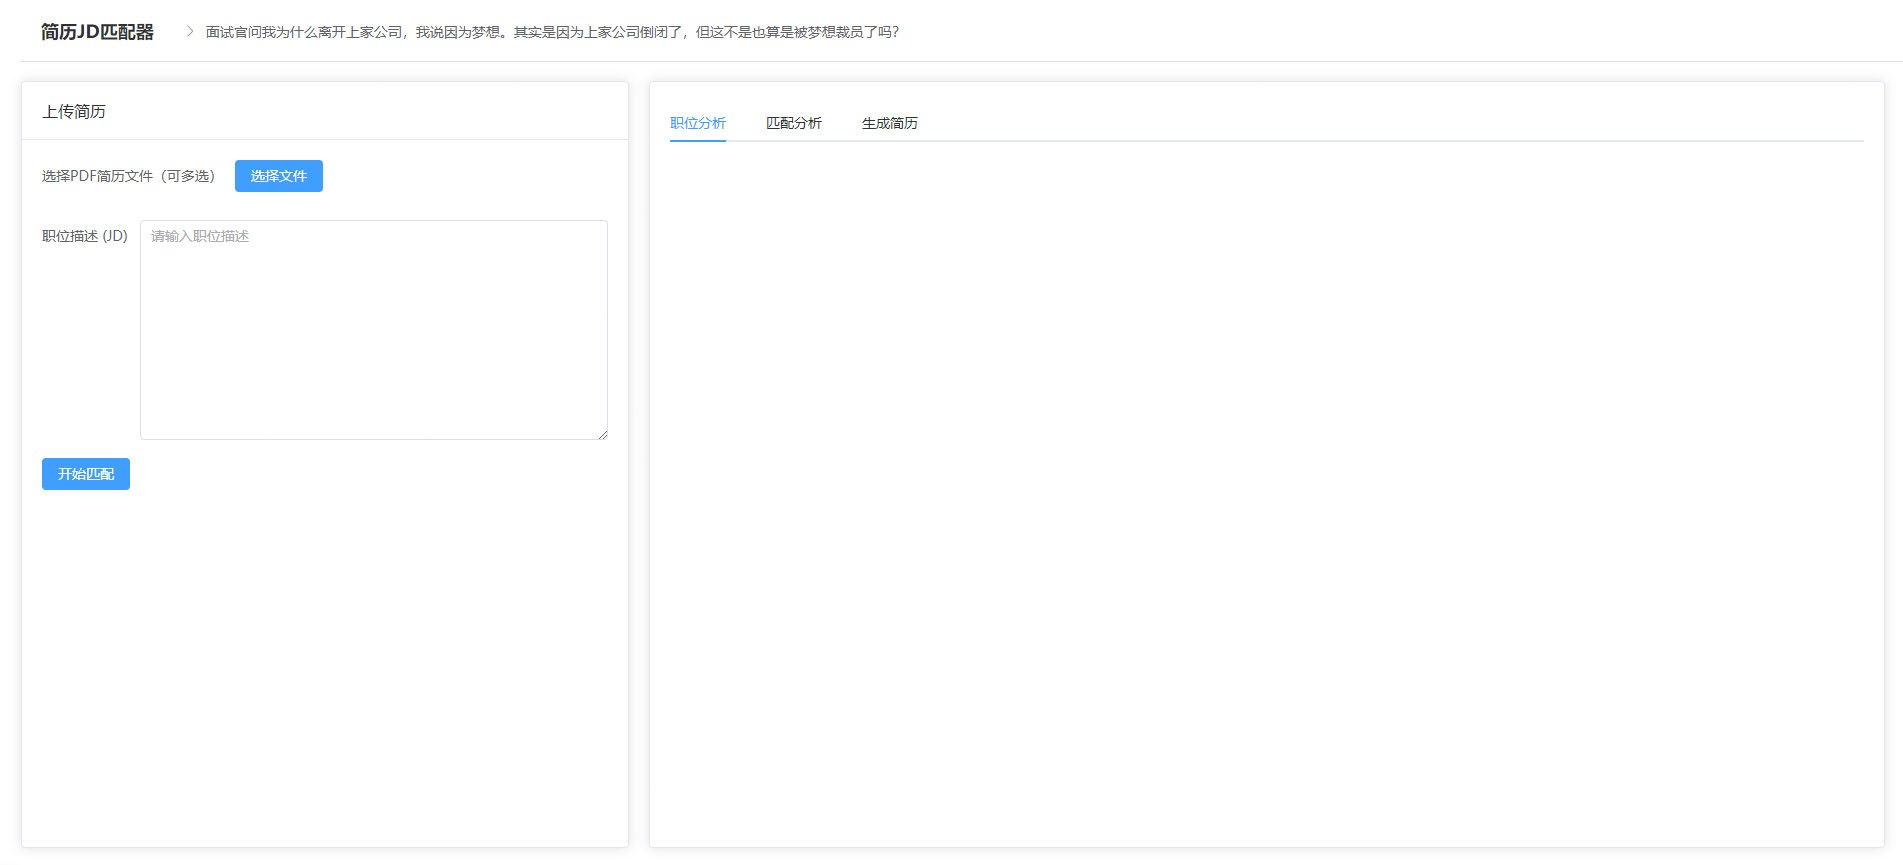 简历JD匹配器
面试官问我为什么离开上家公司，我说因为梦想。其实是因为上家公司倒闭了，但这不是也算是被梦想裁员了吗？
上传简历
选择PDF简历文件（可多选）
选择文件
职位描述 (JD)
请输入职位描述
开始匹配
职位分析
匹配分析
生成简历